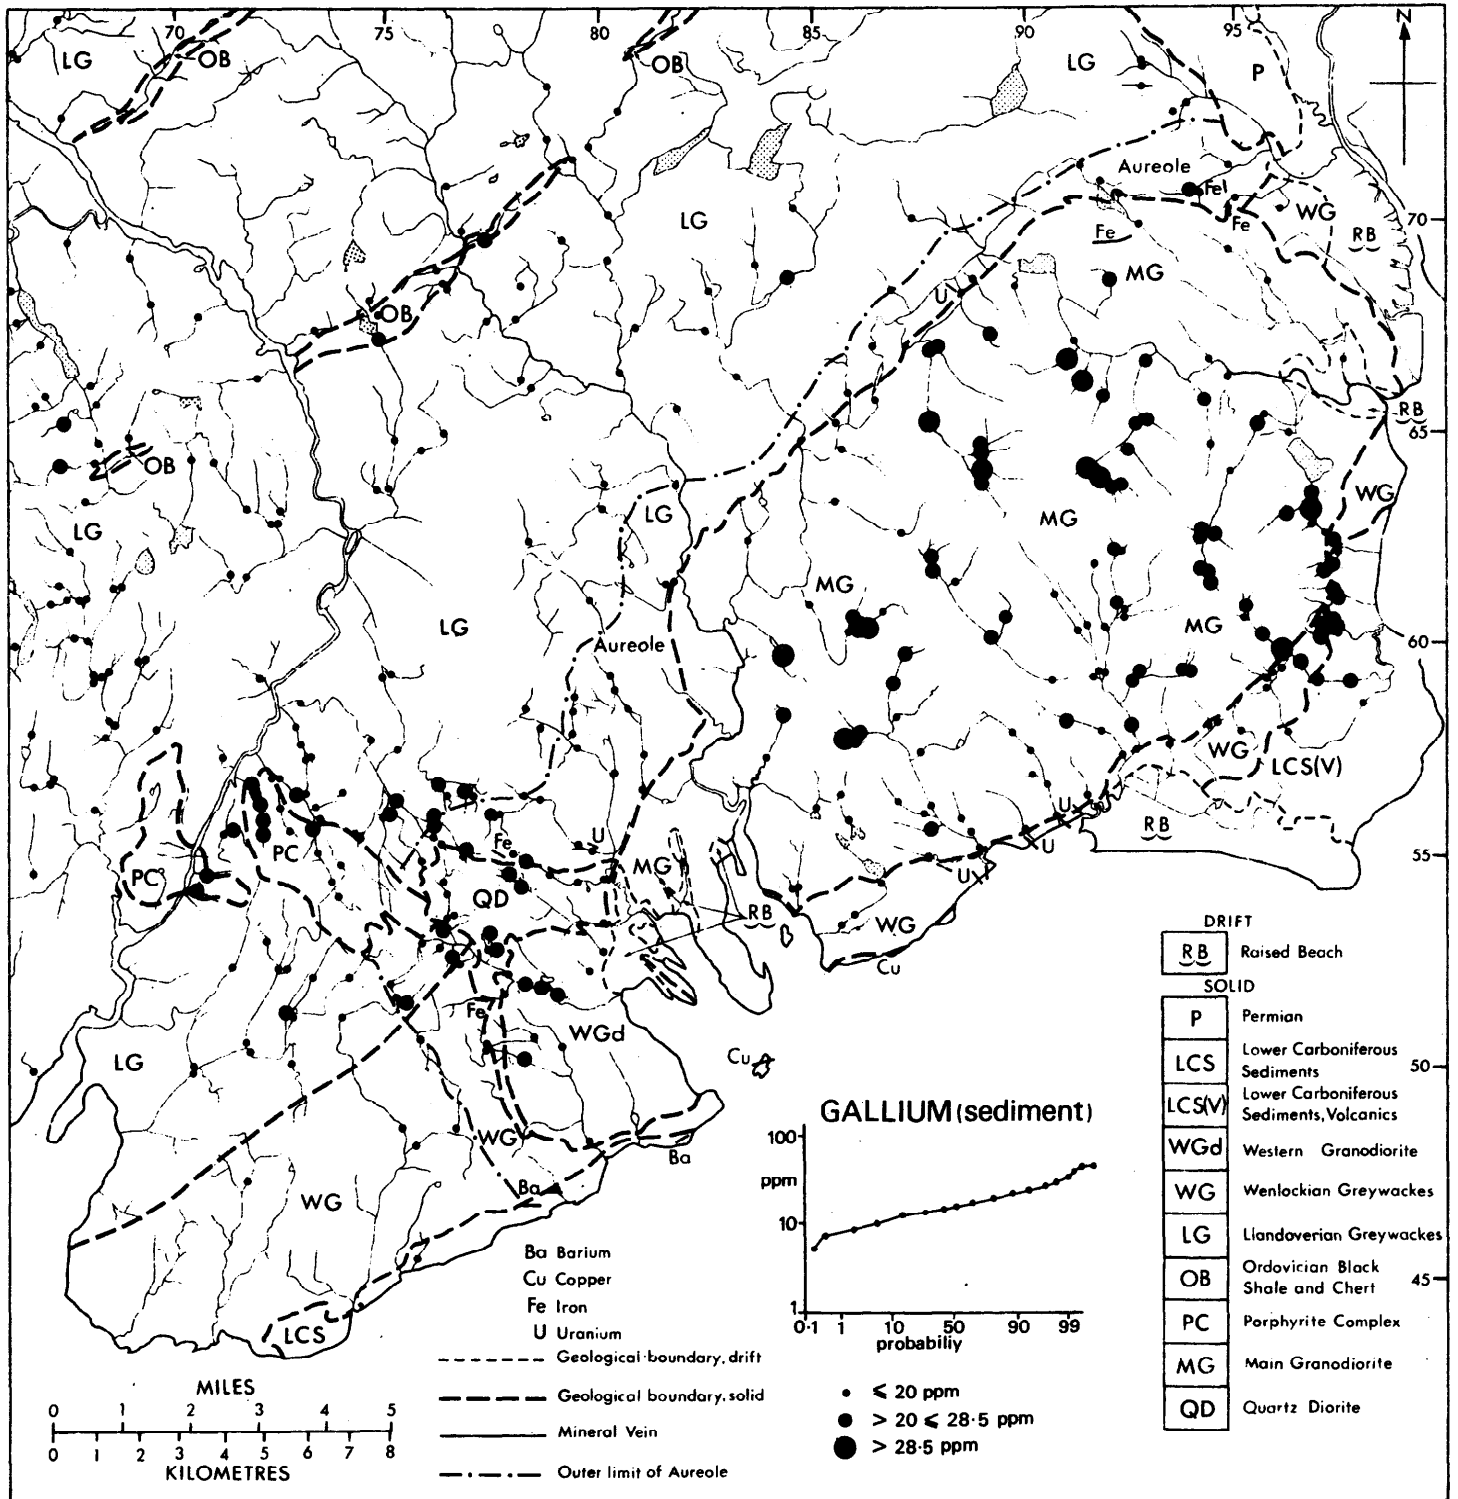 70 75 80 85 90 95
N
LG OB OB LG P
Aureole
Fe
WG
LG Fe RB 70
Fe
MG
U
OB
RB
65
OB
LG WG
LG MG
MG
LG MG
Aureole 60
WG
LCS(V)
U
U RB
Fe
PC U 55
PC MG
QD U
RB
WG
Cu
Fe
WGd
LG Cu 50
WG
Ba
Ba
WG
45
LCS
DRIFT
RB Raised Beach
SOLID
P Permian
LCS Lower Carboniferous
Sediments
LCS(V) Lower Carboniferous
Sediments, Volcanics
WGd Western Granodiorite
WG Wenlockian Greywackes
LG Llandoverian Greywackes
OB Ordovician Black
Shale and Chert
PC Porphyrite Complex
MG Main Granodiorite
QD Quartz Diorite
GALLIUM (sediment)
100
ppm
10
1
0·1 1 10 50 90 99
probabiliy
Ba Barium
Cu Copper
Fe Iron
U Uranium
Geological boundary, drift
Geological boundary, solid
Mineral Vein
Outer limit of Aureole
≤ 20 ppm
> 20 ≤ 28·5 ppm
> 28·5 ppm
MILES
0 1 2 3 4 5
0 1 2 3 4 5 6 7 8
KILOMETRES